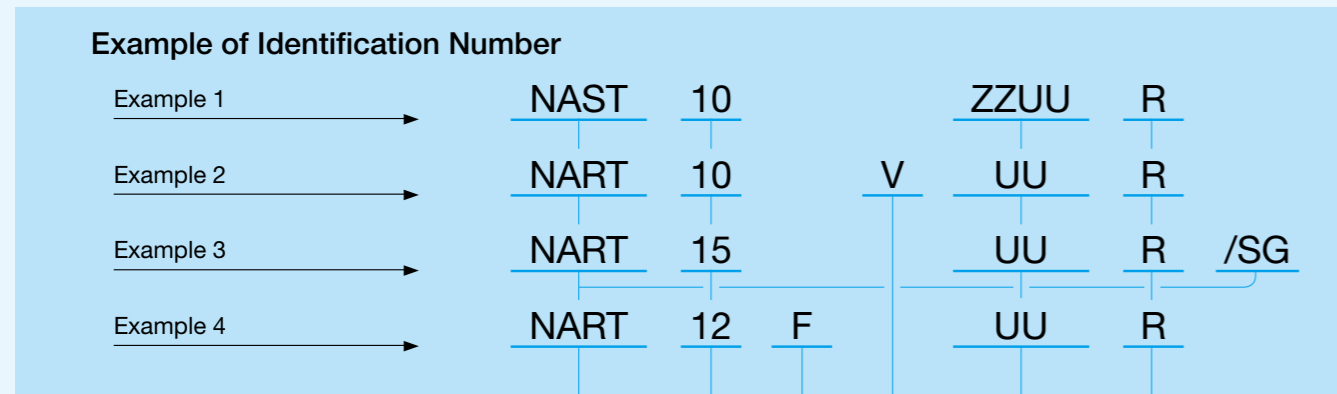 Example of Identification Number
Example 1 NAST 10 ZZUU R
Example 2 NART 10 V UU R
Example 3 NART 15 UU R /SG
Example 4 NART 12 F UU R